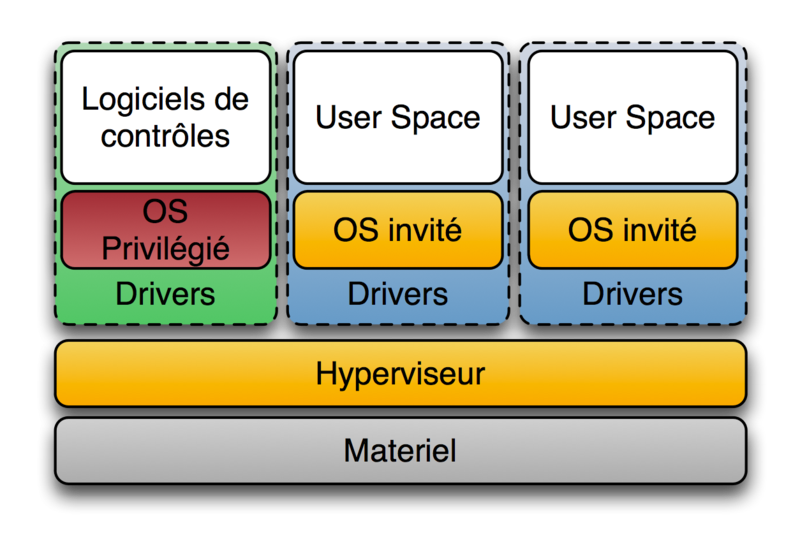 Logiciels de
contrôles
User Space
User Space
OS
Privilégié
OS invité
OS invité
Drivers
Drivers
Drivers
Hyperviseur
Materiel